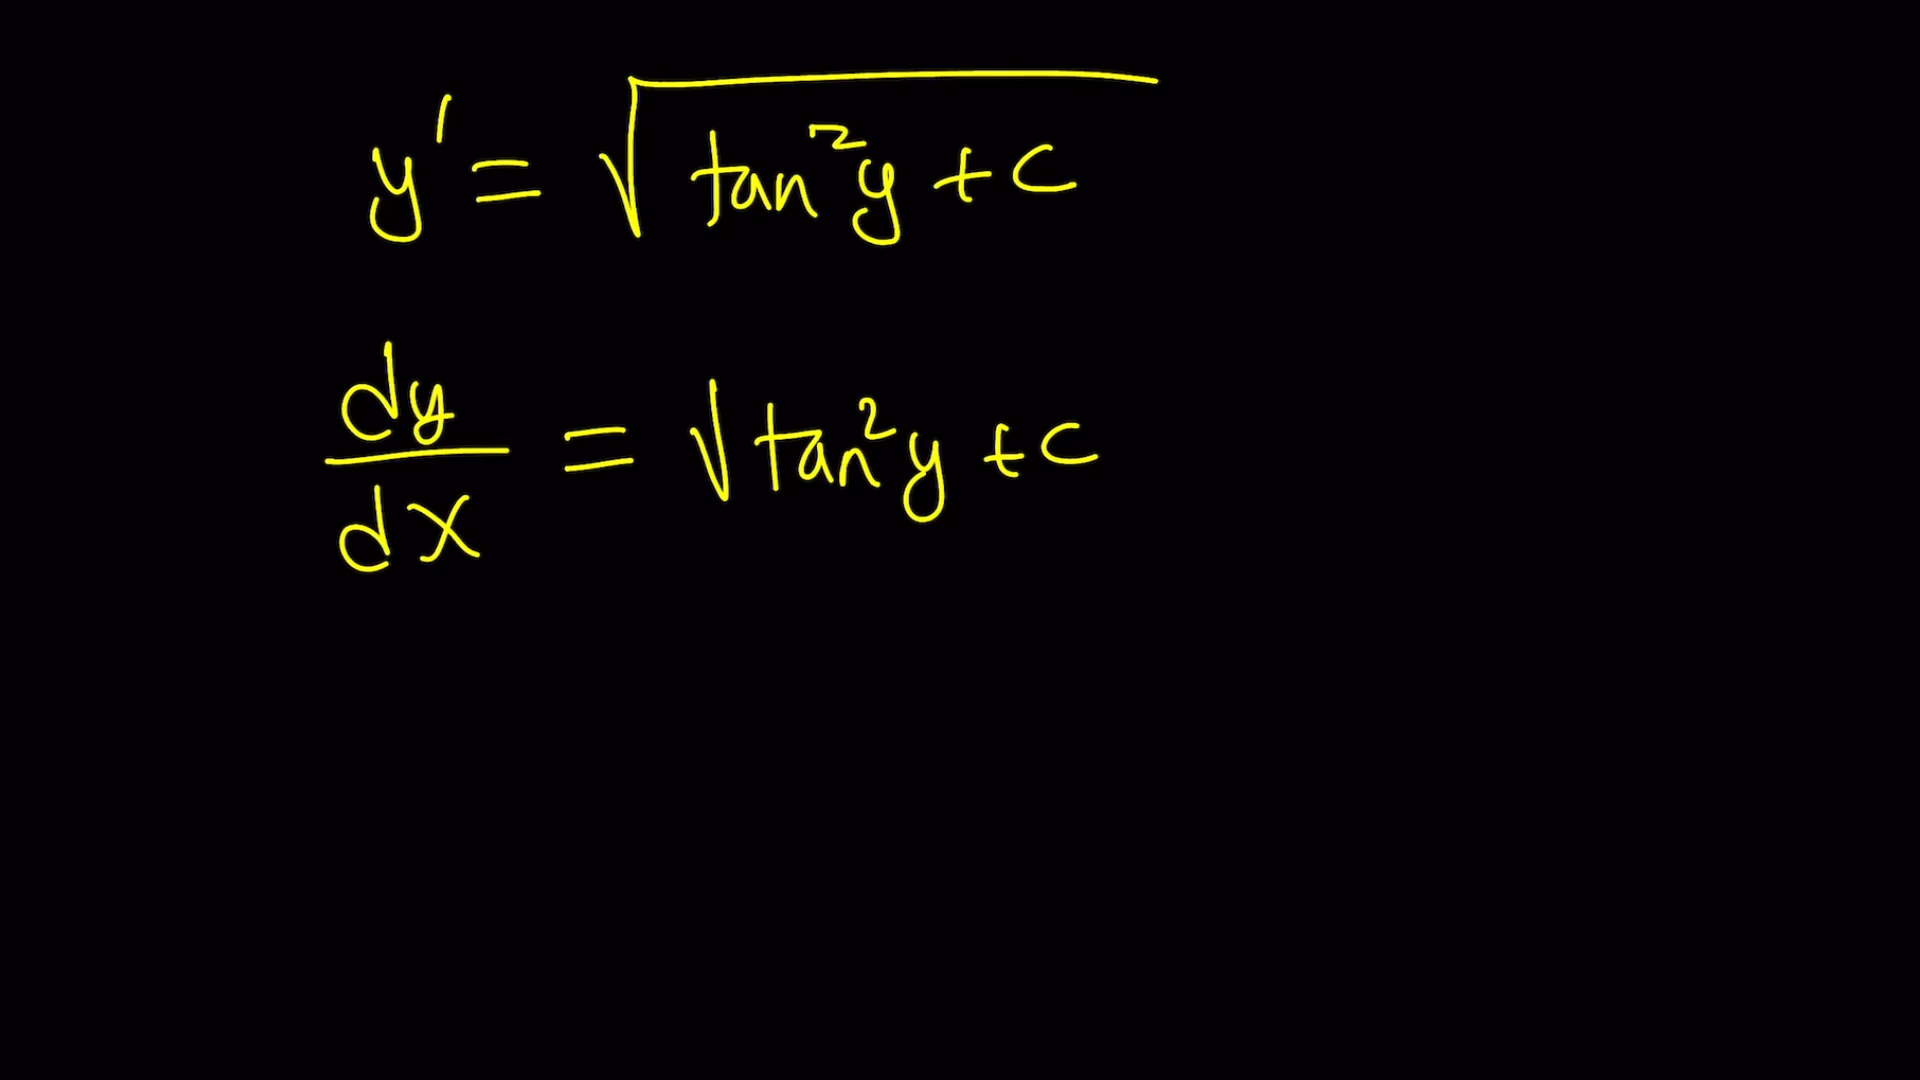 y' = √(tan²y + c)
dy/dx = √tan²y + c